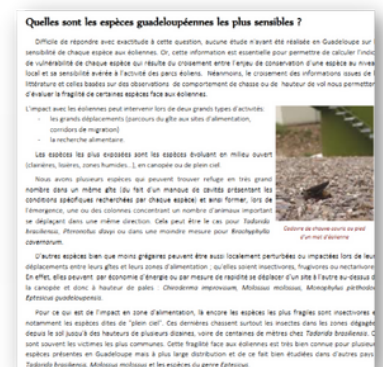 Quelles sont les espèces guadeloupéennes les plus sensibles ?
Difficile de répondre avec exactitude à cette question, aucune étude n'ayant été réalisée en Guadeloupe sur
sensibilité de chaque espèce aux éoliennes. Or, cette information est essentielle pour permettre de calculer l'indic
de vulnérabilité de chaque espèce qui résulte du croisement entre l'enjeu de conservation d'une espèce au nivea
local et sa sensibilité avérée à l'activité des parcs éoliens. Néanmoins, le croisement des informations issues de
littérature et celles basées sur des observations de comportement de chasse ou de hauteur de vol nous permetten
d'évaluer la fragilité de certaines espèces face aux éoliennes.
L'impact avec les éoliennes peut intervenir lors de deux grands types d'activités:
- les grands déplacements (parcours du gîte aux sites d'alimentation,
corridors de migration)
- la recherche alimentaire.
Les espèces les plus exposées sont les espèces évoluant en milieu ouvert
(clairières, lisières, zones humides...), en canopée ou de plein ciel.
Nous avons plusieurs espèces qui peuvent trouver refuge en très grand
nombre dans un même gîte (du fait d'un manque de cavités présentant les
conditions spécifiques recherchées par chaque espèce) et ainsi former, lors de
l'émergence, une ou des colonnes concentrant un nombre d'animaux important
se déplaçant dans une même direction. Cela peut être le cas pour Tadarida
brasiliensis, Pteronotus davyi ou dans une moindre mesure pour Brachyphylla
cavernarum.
Cadavre de chauve souris au pied
d'un mat d'éolienne
D'autres espèces bien que moins grégaires peuvent être aussi localement perturbées ou impactées lors de leur
déplacements entre leurs gîtes et leurs zones d'alimentation ; qu'elles soient insectivores, frugivores ou nectarivore
En effet, elles peuvent par économie d'énergie ou par mesure de rapidité se déplacer d'un site à l'autre au-dessus d
la canopée et donc à hauteur de pales : Chiroderma improvisum, Molossus molossus, Monophylus plethodon
Eptesicus guadeloupensis.
Pour ce qui est de l'impact en zone d'alimentation, là encore les espèces les plus fragiles sont insectivores e
notamment les espèces dites de "plein ciel". Ces dernières chassent surtout les insectes dans les zones dégagée
depuis le sol jusqu'à des hauteurs de plusieurs dizaines, voire de centaines de mètres chez Tadarida brasiliensis. C
sont souvent les victimes les plus communes. Cette fragilité face aux éoliennes est très bien connue pour plusieu
espèces présentes en Guadeloupe mais à plus large distribution et de ce fait bien étudiées dans d'autres pays
Tadarida brasiliensis, Molossus molossus et les espèces du genre Eptesicus.